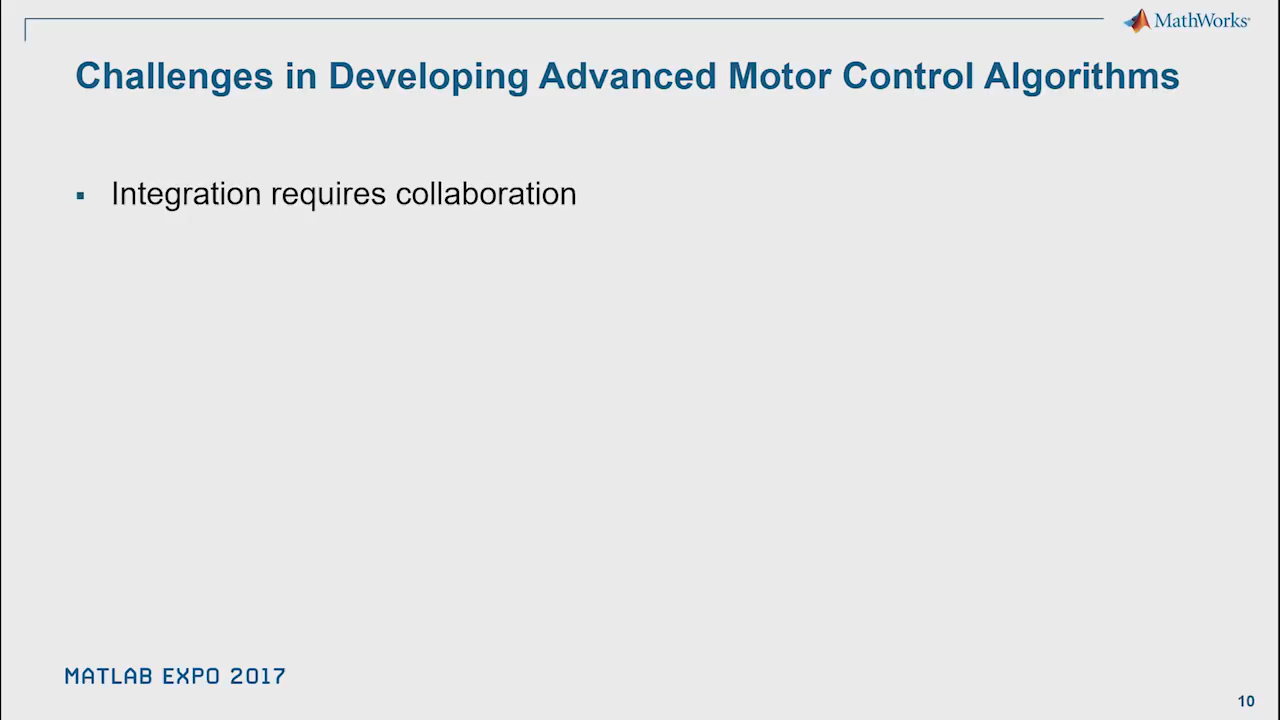 MathWorks
Challenges in Developing Advanced Motor Control Algorithms
▪ Integration requires collaboration
MATLAB EXPO 2017
10